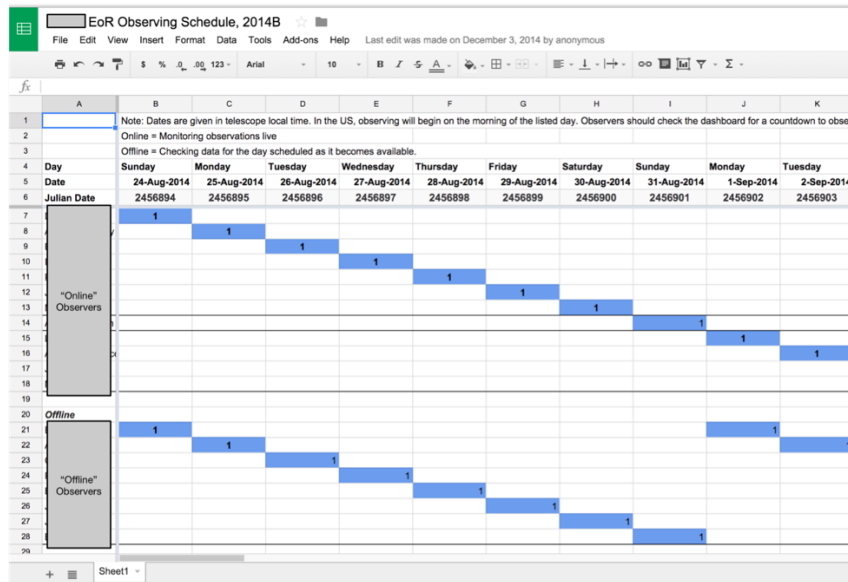 EoR Observing Schedule, 2014B
File Edit View Insert Format Data Tools Add-ons Help Last edit was made on December 3, 2014 by anonymous
$ % .0 .00 123 Arial 10 B I S A Σ
fx
A B C D E F G H I J K
1 Note: Dates are given in telescope local time. In the US, observing will begin on the morning of the listed day. Observers should check the dashboard for a countdown to obse
2 Online = Monitoring observations live
3 Offline = Checking data for the day scheduled as it becomes available.
4 Day Sunday Monday Tuesday Wednesday Thursday Friday Saturday Sunday Monday Tuesday
5 Date 24-Aug-2014 25-Aug-2014 26-Aug-2014 27-Aug-2014 28-Aug-2014 29-Aug-2014 30-Aug-2014 31-Aug-2014 1-Sep-2014 2-Sep-2014
6 Julian Date 2456894 2456895 2456896 2456897 2456898 2456899 2456900 2456901 2456902 2456903
7 1
8 1
9 1
10 1
11 1
12 "Online" 1
13 Observers 1
14 1
15 1
16 1
17
18
19
20 Offline
21 1 1
22 1 1
23 1
24 "Offline" 1
25 Observers 1
26 1
27 1
28 1
29
+ Sheet1